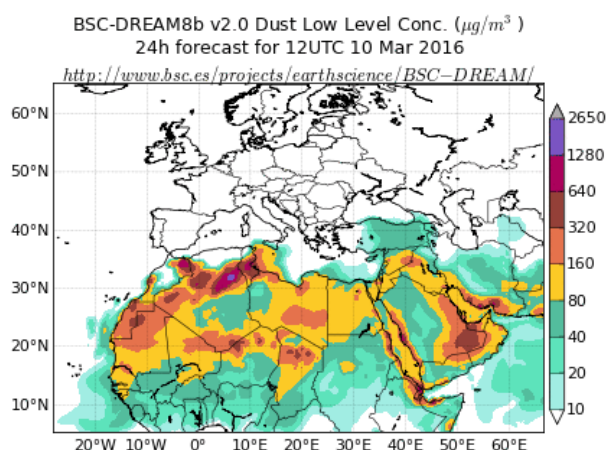 BSC-DREAM8b v2.0 Dust Low Level Conc. (μg/m³ )
24h forecast for 12UTC 10 Mar 2016
http://www.bsc.es/projects/earthscience/BSC−DREAM/
60°N
50°N
40°N
30°N
20°N
10°N
20°W 10°W 0° 10°E 20°E 30°E 40°E 50°E 60°E
2650
1280
640
320
160
80
40
20
10